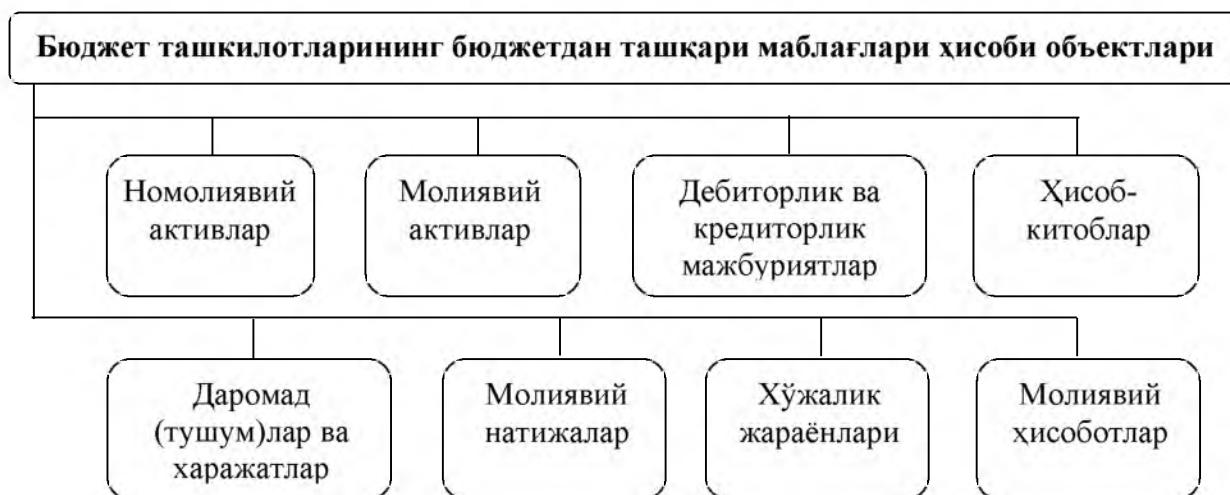 Бюджет ташкилотларининг бюджетдан ташқари маблағлари ҳисоби объектлари
Номолиявий
активлар
Молиявий
активлар
Дебиторлик ва
кредиторлик
мажбуриятлар
Ҳисоб-
китоблар
Даромад
(тушум)лар ва
харажатлар
Молиявий
натижалар
Хўжалик
жараёнлари
Молиявий
ҳисоботлар